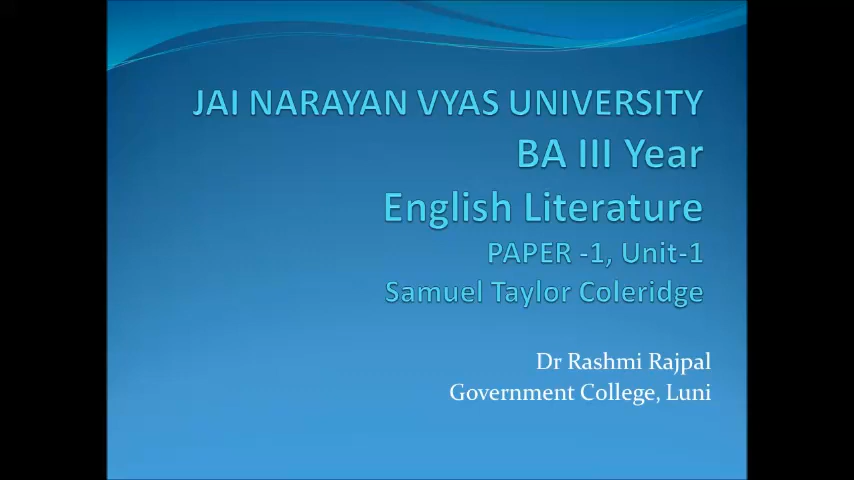 JAI NARAYAN VYAS UNIVERSITY
BA III Year
English Literature
PAPER -1, Unit-1
Samuel Taylor Coleridge
Dr Rashmi Rajpal
Government College, Luni